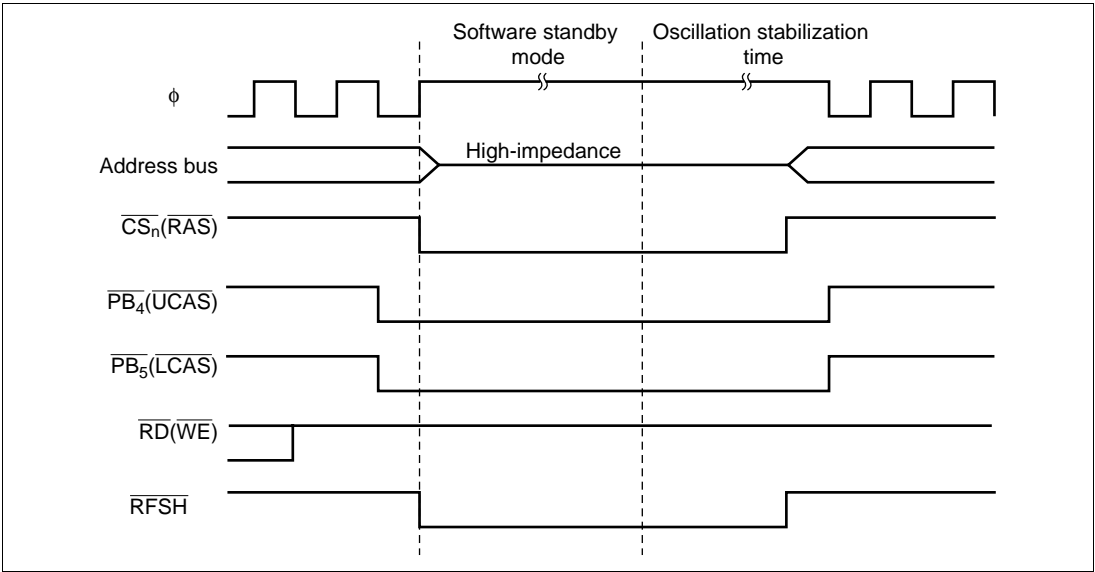 Software standby
mode
Oscillation stabilization
time
φ
Address bus
High-impedance
CSn(RAS)
PB4(UCAS)
PB5(LCAS)
RD(WE)
RFSH